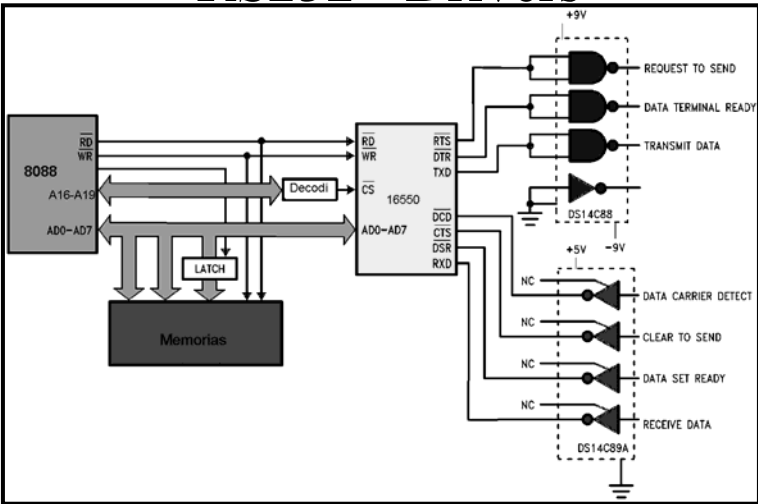 +9V
REQUEST TO SEND
DATA TERMINAL READY
TRANSMIT DATA
DS14C88
-9V
8088
RD
WR
A16-A19
AD0-AD7
Decodi
LATCH
Memorias
RD
WR
CS
16550
AD0-AD7
RTS
DTR
TXD
DCD
CTS
DSR
RXD
+5V
NC
DATA CARRIER DETECT
NC
CLEAR TO SEND
NC
DATA SET READY
NC
RECEIVE DATA
DS14C89A